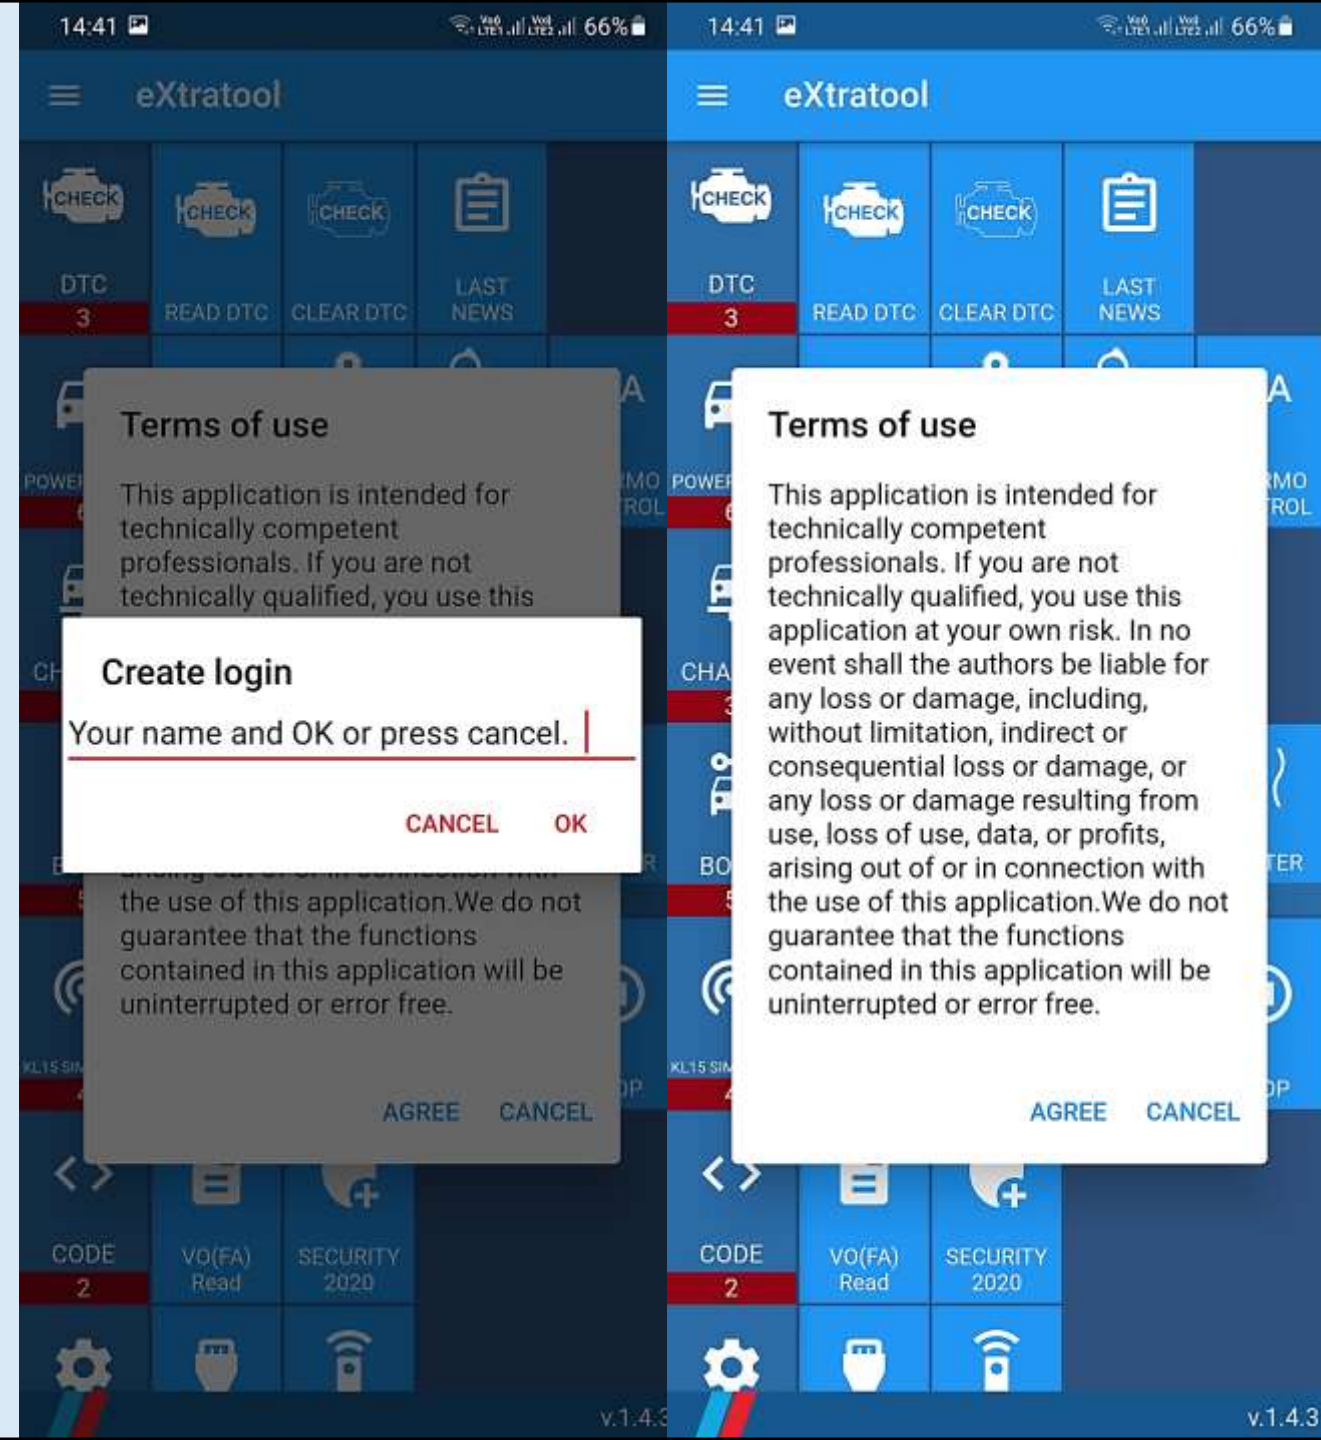 14:41
66%
eXtratool
CHECK
CHECK
CHECK
DTC
3
READ DTC
CLEAR DTC
LAST
NEWS
Terms of use
This application is intended for
technically competent
professionals. If you are not
technically qualified, you use this
Create login
Your name and OK or press cancel.
CANCEL OK
the use of this application.We do not
guarantee that the functions
contained in this application will be
uninterrupted or error free.
AGREE CANCEL
CODE
2
VO(FA)
Read
SECURITY
2020
v.1.4.3
14:41
66%
eXtratool
CHECK
CHECK
CHECK
DTC
3
READ DTC
CLEAR DTC
LAST
NEWS
Terms of use
This application is intended for
technically competent
professionals. If you are not
technically qualified, you use this
application at your own risk. In no
event shall the authors be liable for
any loss or damage, including,
without limitation, indirect or
consequential loss or damage, or
any loss or damage resulting from
use, loss of use, data, or profits,
arising out of or in connection with
the use of this application.We do not
guarantee that the functions
contained in this application will be
uninterrupted or error free.
AGREE CANCEL
CODE
2
VO(FA)
Read
SECURITY
2020
v.1.4.3